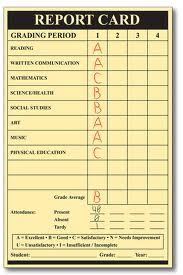 REPORT CARD
GRADING PERIOD 1 2 3 4
READING A
WRITTEN COMMUNICATION A
MATHEMATICS C
SCIENCE/HEALTH B
SOCIAL STUDIES B
ART A
MUSIC A
PHYSICAL EDUCATION C
Grade Average B
Attendance: Present 48
Absent 0
Tardy 1
A = Excellent • B = Good • C = Satisfactory • N = Needs Improvement
U = Unsatisfactory • I = Insufficient / Incomplete
Student: Grade: Year: